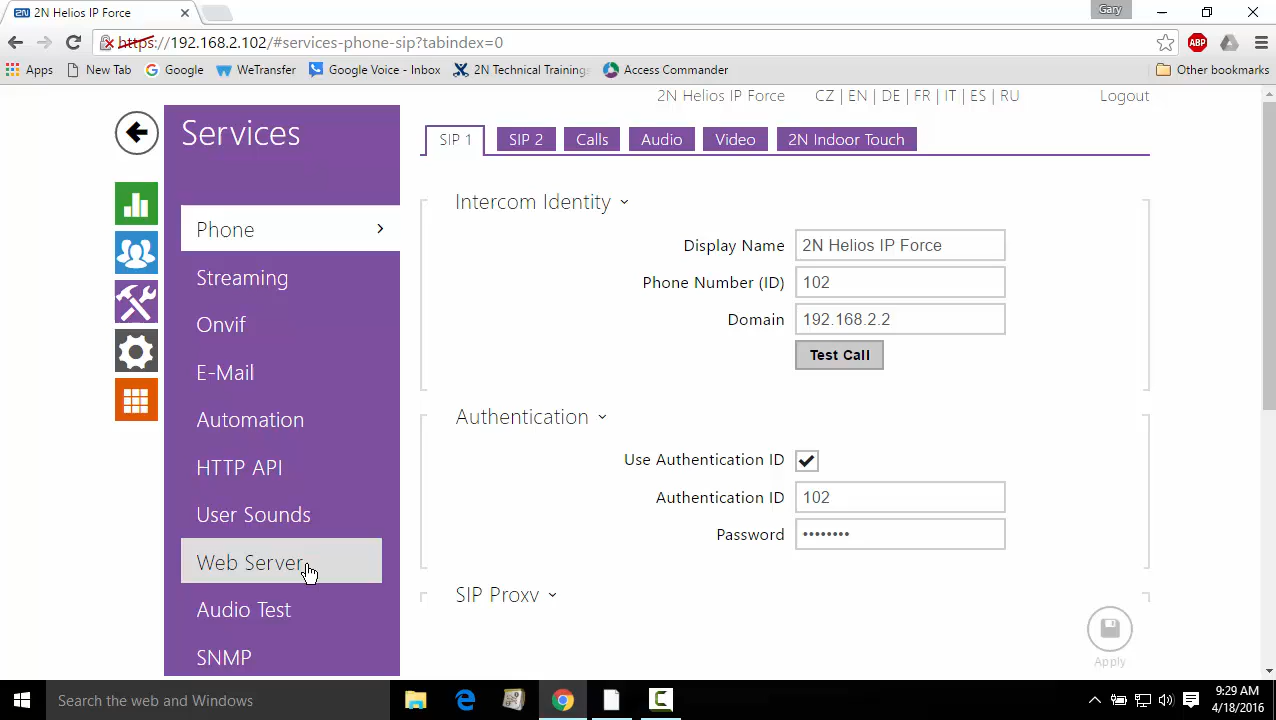 2N Helios IP Force
Gary
https://192.168.2.102/#services-phone-sip?tabindex=0
ABP
Apps
New Tab
Google
WeTransfer
Google Voice - Inbox
2N Technical Training
Access Commander
Other bookmarks
2N Helios IP Force
CZ | EN | DE | FR | IT | ES | RU
Logout
Services
SIP 1
SIP 2
Calls
Audio
Video
2N Indoor Touch
Phone
Streaming
Onvif
E-Mail
Automation
HTTP API
User Sounds
Web Server
Audio Test
SNMP
Intercom Identity
Display Name 2N Helios IP Force
Phone Number (ID) 102
Domain 192.168.2.2
Test Call
Authentication
Use Authentication ID
Authentication ID 102
Password ••••••••
SIP Proxy
Apply
Search the web and Windows
9:29 AM
4/18/2016